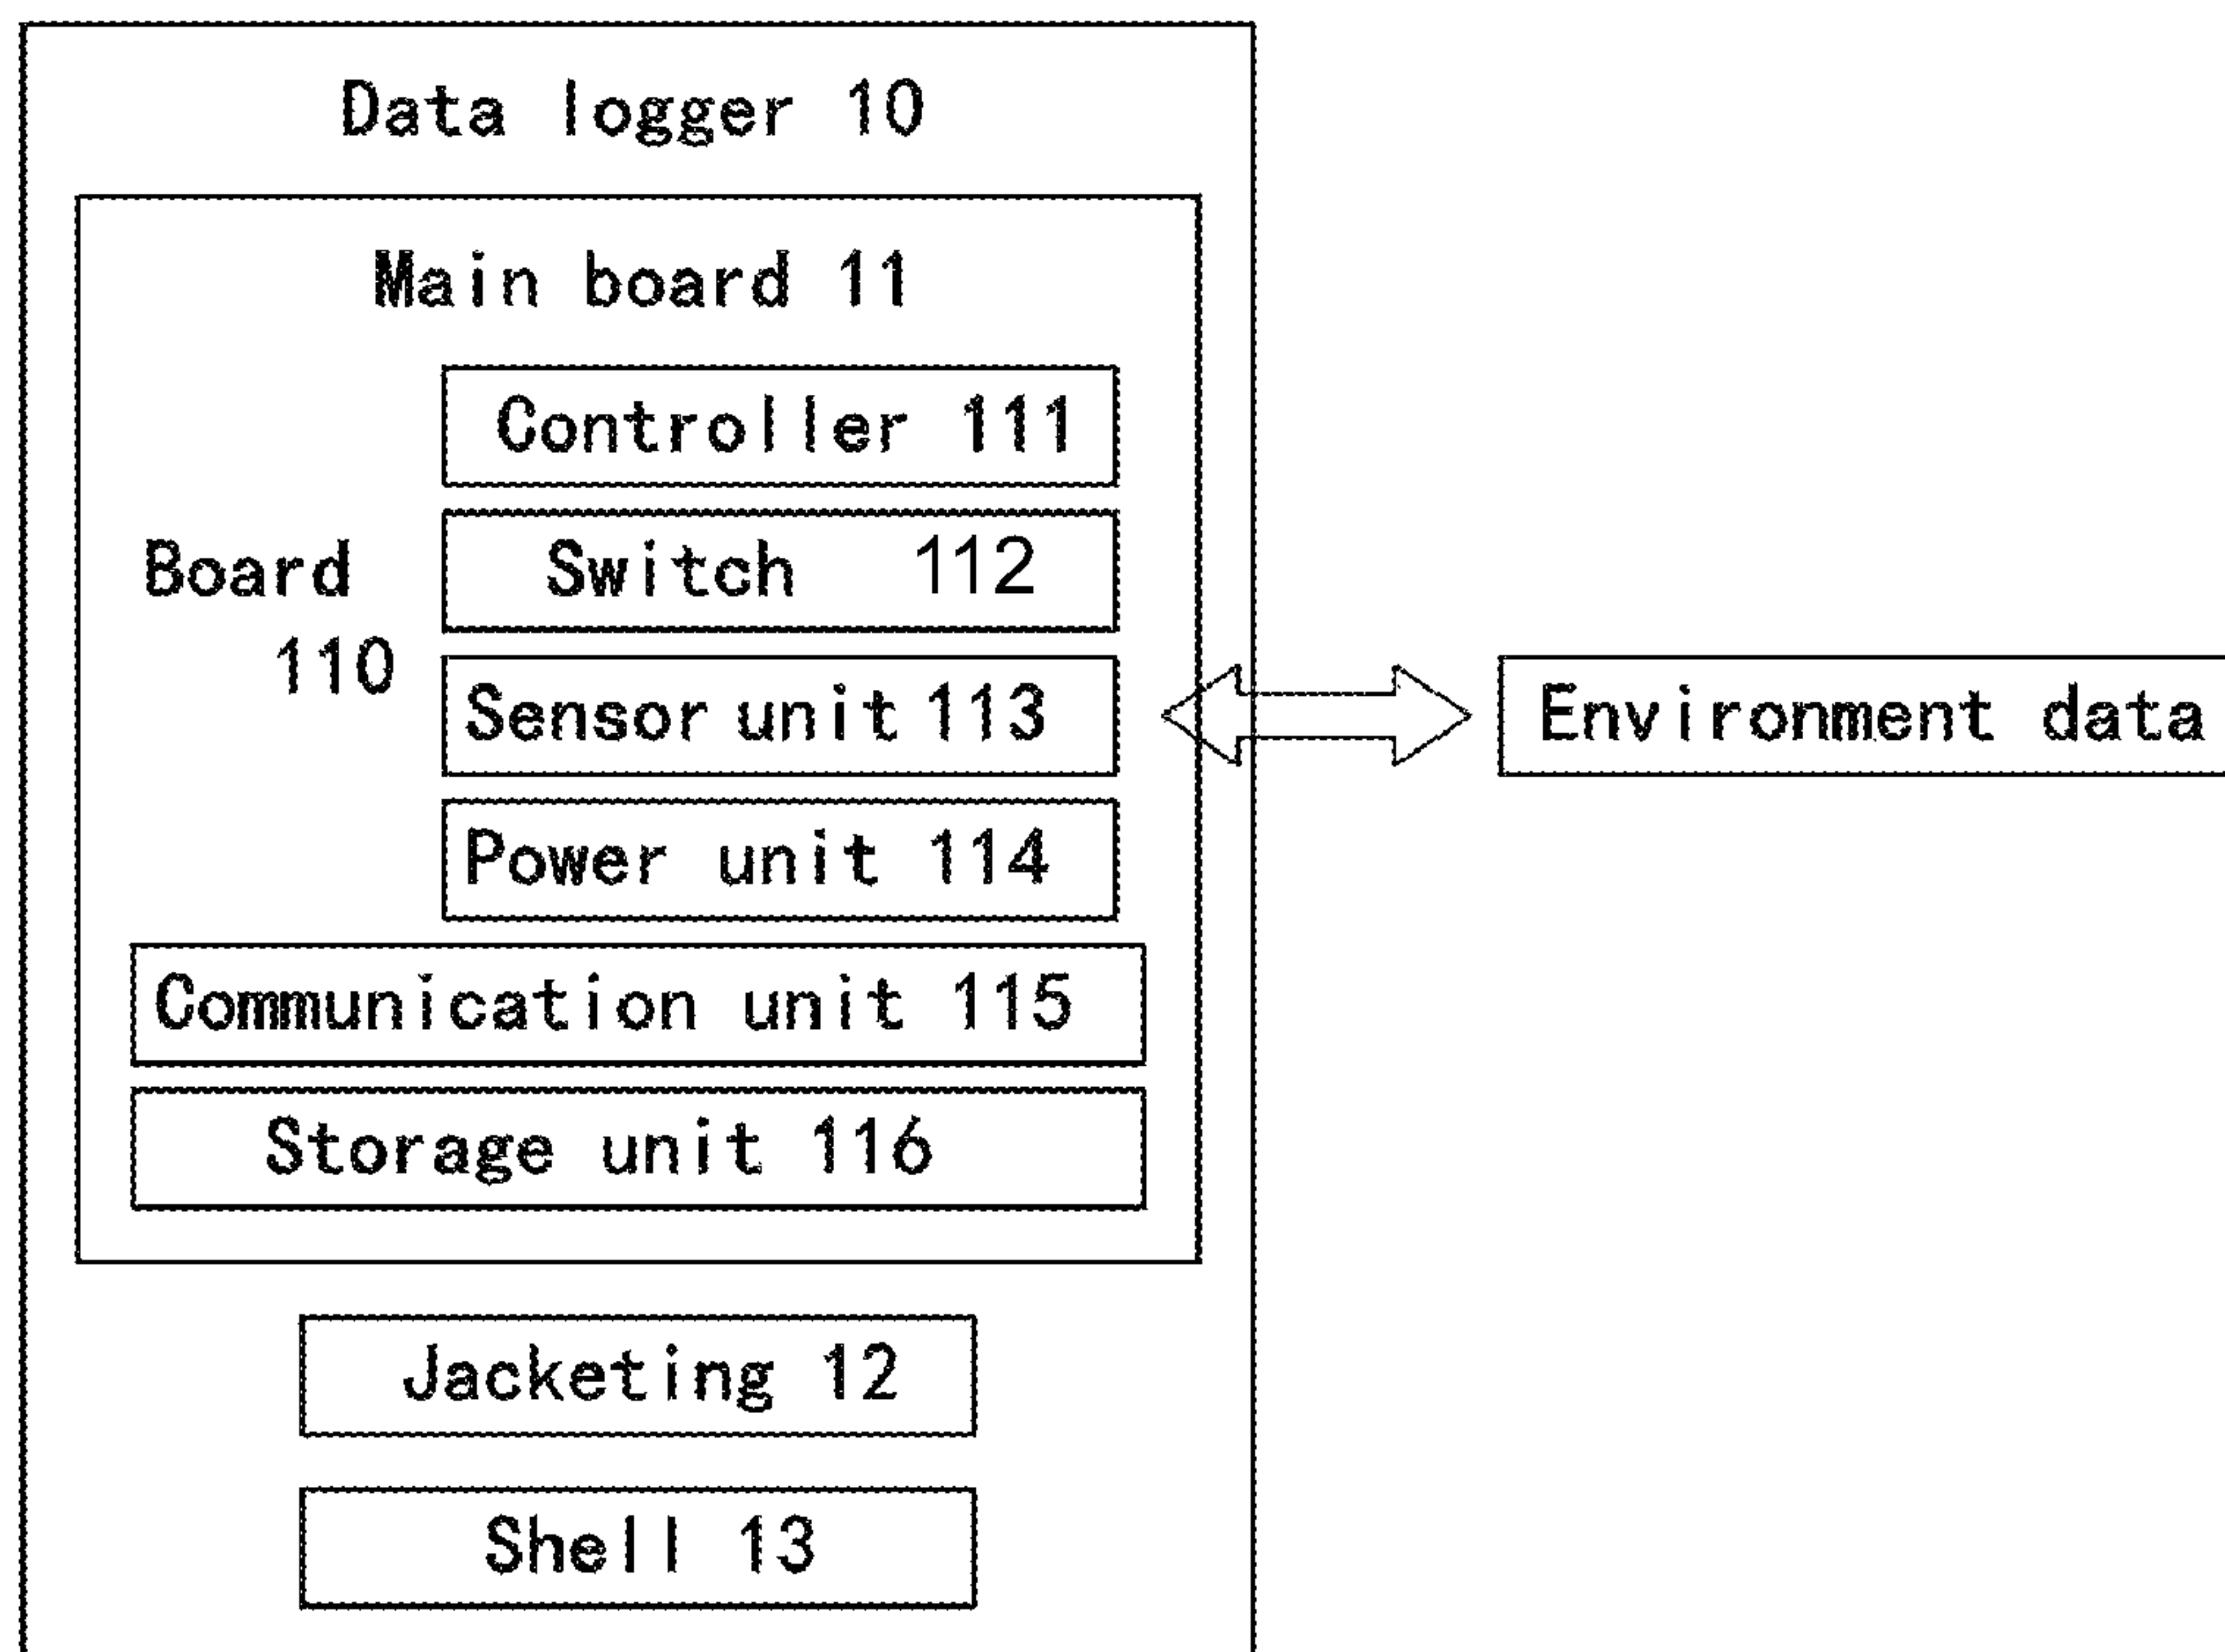 Data logger 10
Main board 11
Controller 111
Board
110
Switch 112
Sensor unit 113
Environment data
Power unit 114
Communication unit 115
Storage unit 116
Jacketing 12
Shell 13